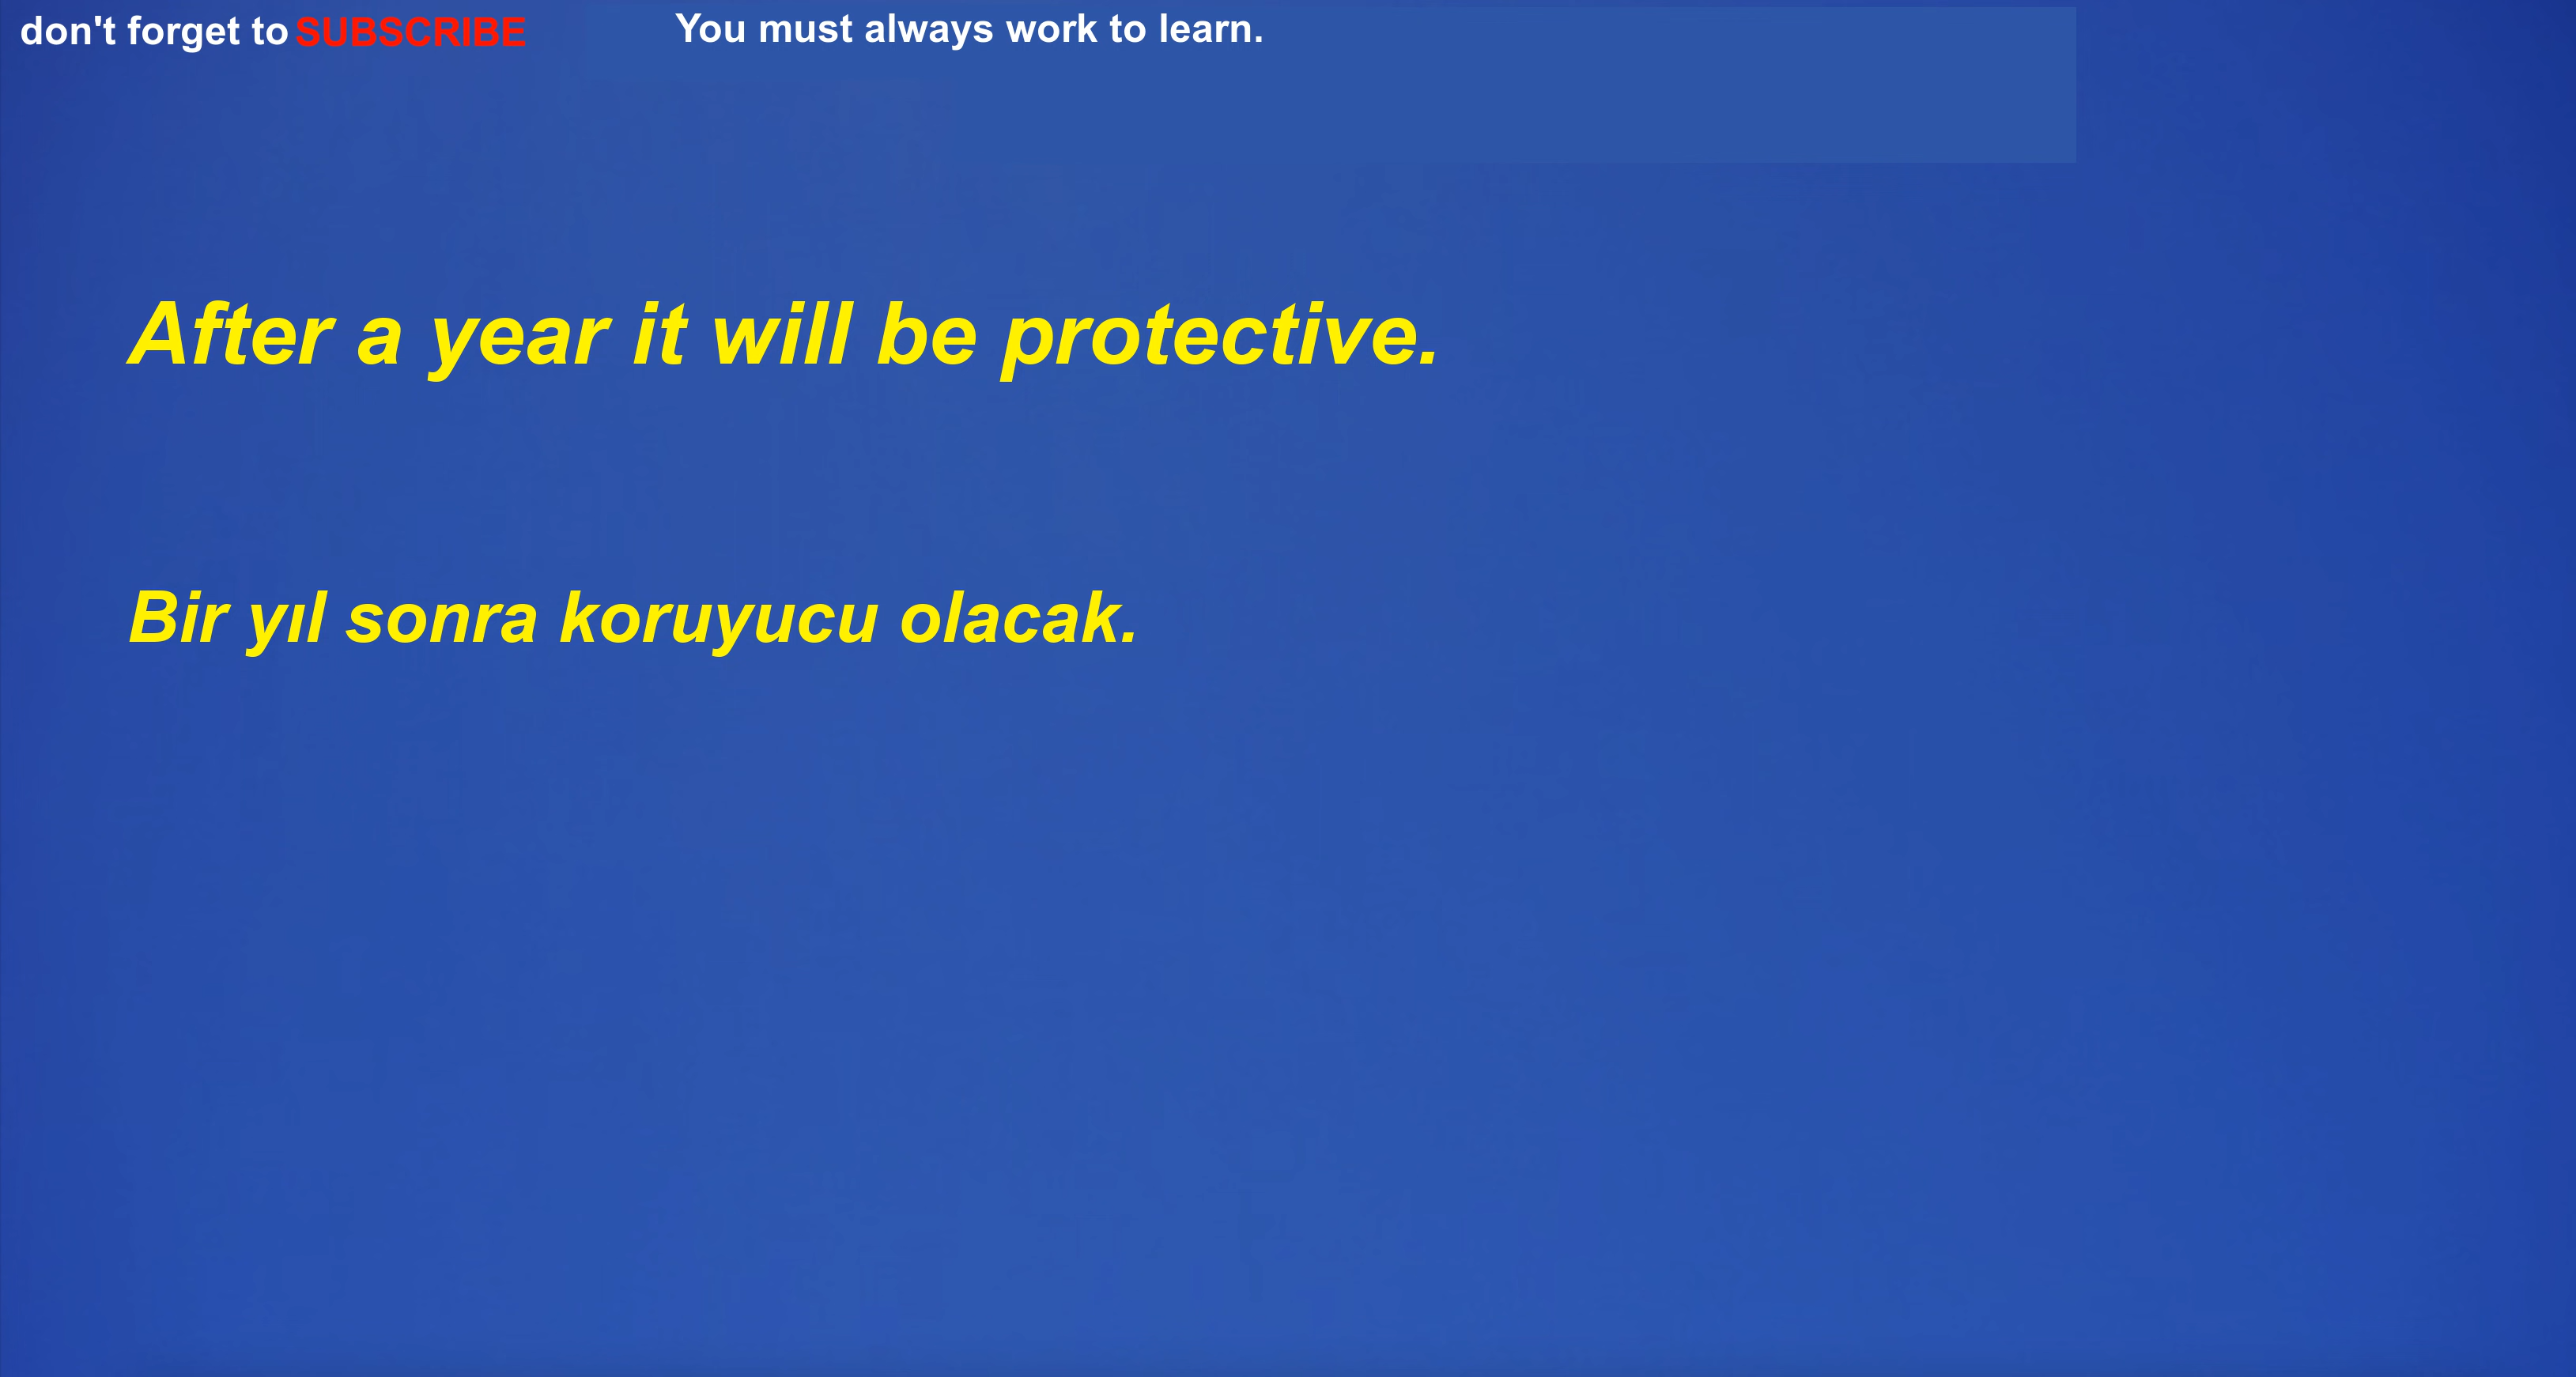 don't forget to SUBSCRIBE You must always work to learn.
After a year it will be protective.
Bir yıl sonra koruyucu olacak.